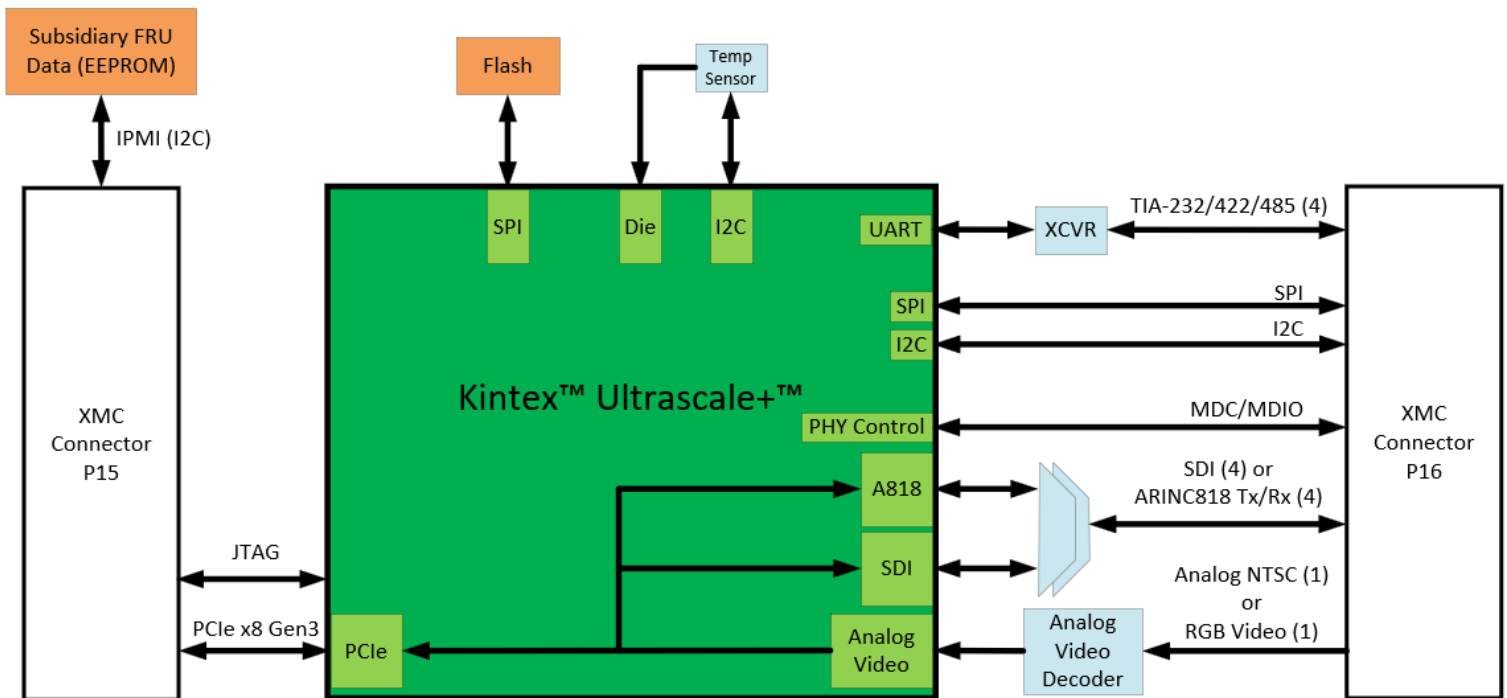 Subsidiary FRU
Data (EEPROM)
IPMI (I2C)
Flash
Temp
Sensor
SPI
Die
I2C
UART
XCVR
TIA-232/422/485 (4)
SPI
SPI
I2C
I2C
Kintex™ Ultrascale+™
PHY Control
MDC/MDIO
XMC
Connector
P15
XMC
Connector
P16
A818
SDI (4) or
ARINC818 Tx/Rx (4)
SDI
JTAG
PCIe x8 Gen3
PCIe
Analog
Video
Analog
Video
Decoder
Analog NTSC (1)
or
RGB Video (1)